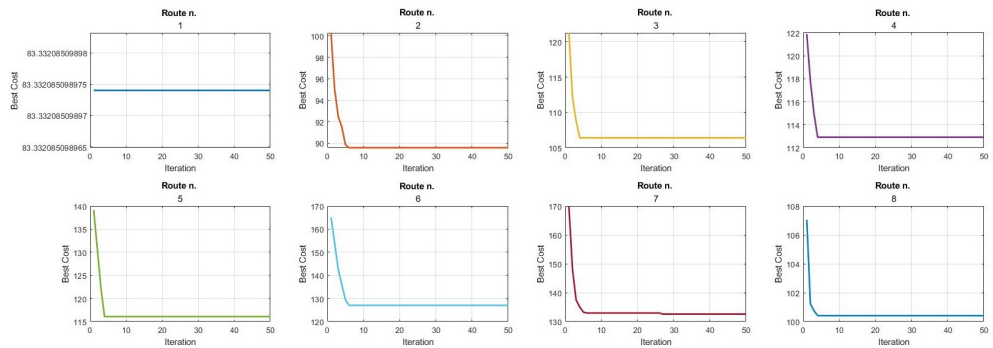 Route n.
1
Best Cost
83.33208509898
83.332085098975
83.33208509897
83.332085098965
0 10 20 30 40 50
Iteration
Route n.
2
Best Cost
100
98
96
94
92
90
0 10 20 30 40 50
Iteration
Route n.
3
Best Cost
120
115
110
105
0 10 20 30 40 50
Iteration
Route n.
4
Best Cost
122
120
118
116
114
112
0 10 20 30 40 50
Iteration
Route n.
5
Best Cost
140
135
130
125
120
115
0 10 20 30 40 50
Iteration
Route n.
6
Best Cost
170
160
150
140
130
120
0 10 20 30 40 50
Iteration
Route n.
7
Best Cost
170
160
150
140
130
0 10 20 30 40 50
Iteration
Route n.
8
Best Cost
108
106
104
102
100
0 10 20 30 40 50
Iteration